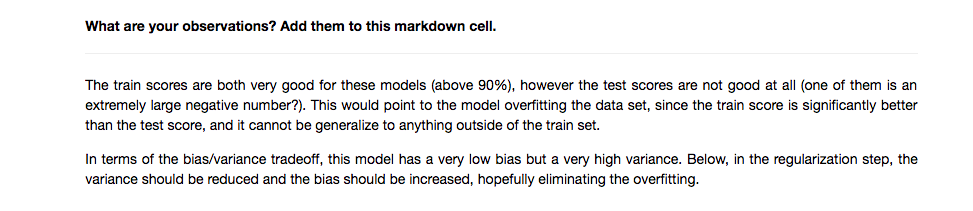 What are your observations? Add them to this markdown cell.
The train scores are both very good for these models (above 90%), however the test scores are not good at all (one of them is an
extremely large negative number?). This would point to the model overfitting the data set, since the train score is significantly better
than the test score, and it cannot be generalize to anything outside of the train set.
In terms of the bias/variance tradeoff, this model has a very low bias but a very high variance. Below, in the regularization step, the
variance should be reduced and the bias should be increased, hopefully eliminating the overfitting.